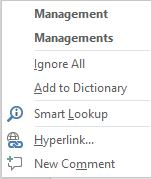 Management
Managements
Ignore All
Add to Dictionary
Smart Lookup
Hyperlink...
New Comment